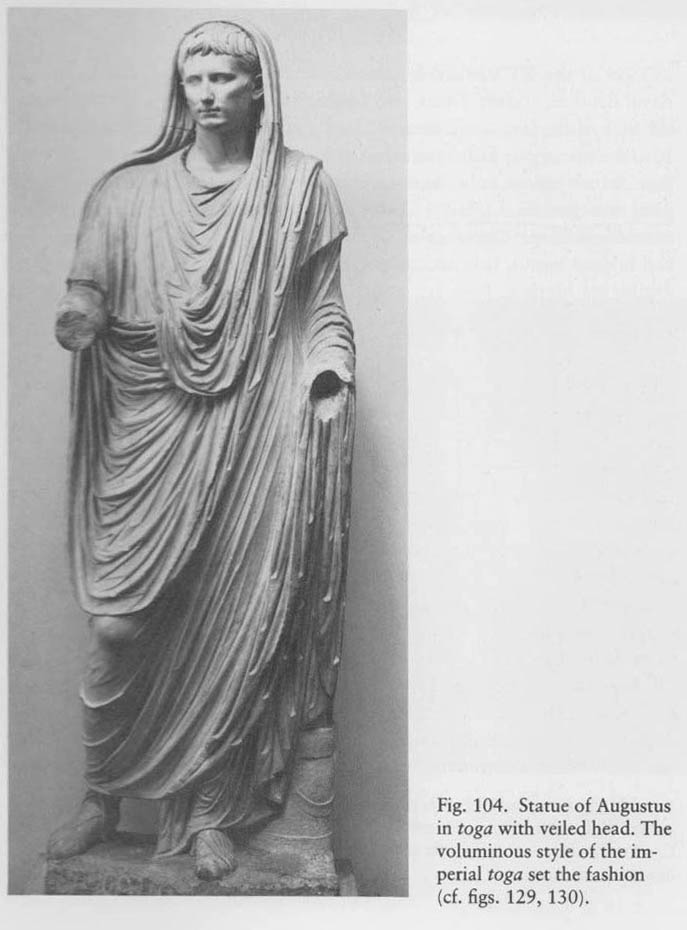 Fig. 104. Statue of Augustus
in toga with veiled head. The
voluminous style of the im-
perial toga set the fashion
(cf. figs. 129, 130).